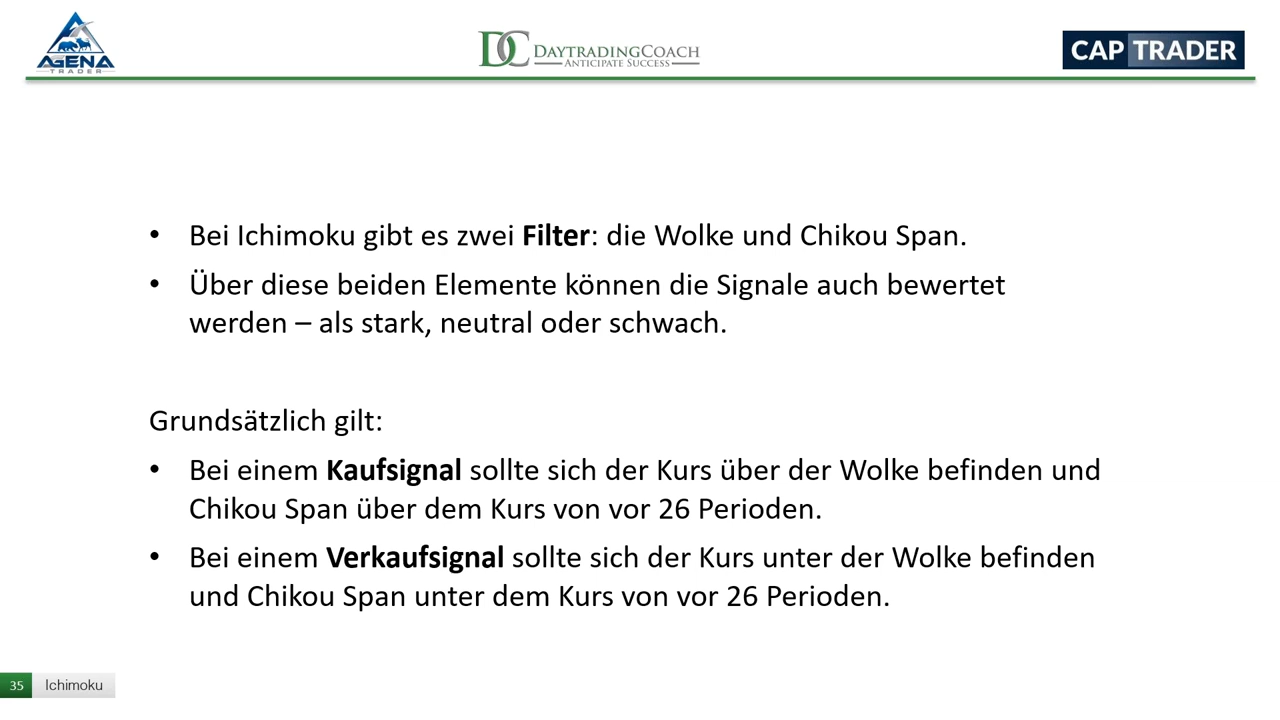 AGENA
TRADER
DC DAYTRADINGCOACH
ANTICIPATE SUCCESS
CAP TRADER
• Bei Ichimoku gibt es zwei Filter: die Wolke und Chikou Span.
• Über diese beiden Elemente können die Signale auch bewertet
werden – als stark, neutral oder schwach.
Grundsätzlich gilt:
• Bei einem Kaufsignal sollte sich der Kurs über der Wolke befinden und
Chikou Span über dem Kurs von vor 26 Perioden.
• Bei einem Verkaufsignal sollte sich der Kurs unter der Wolke befinden
und Chikou Span unter dem Kurs von vor 26 Perioden.
35 Ichimoku